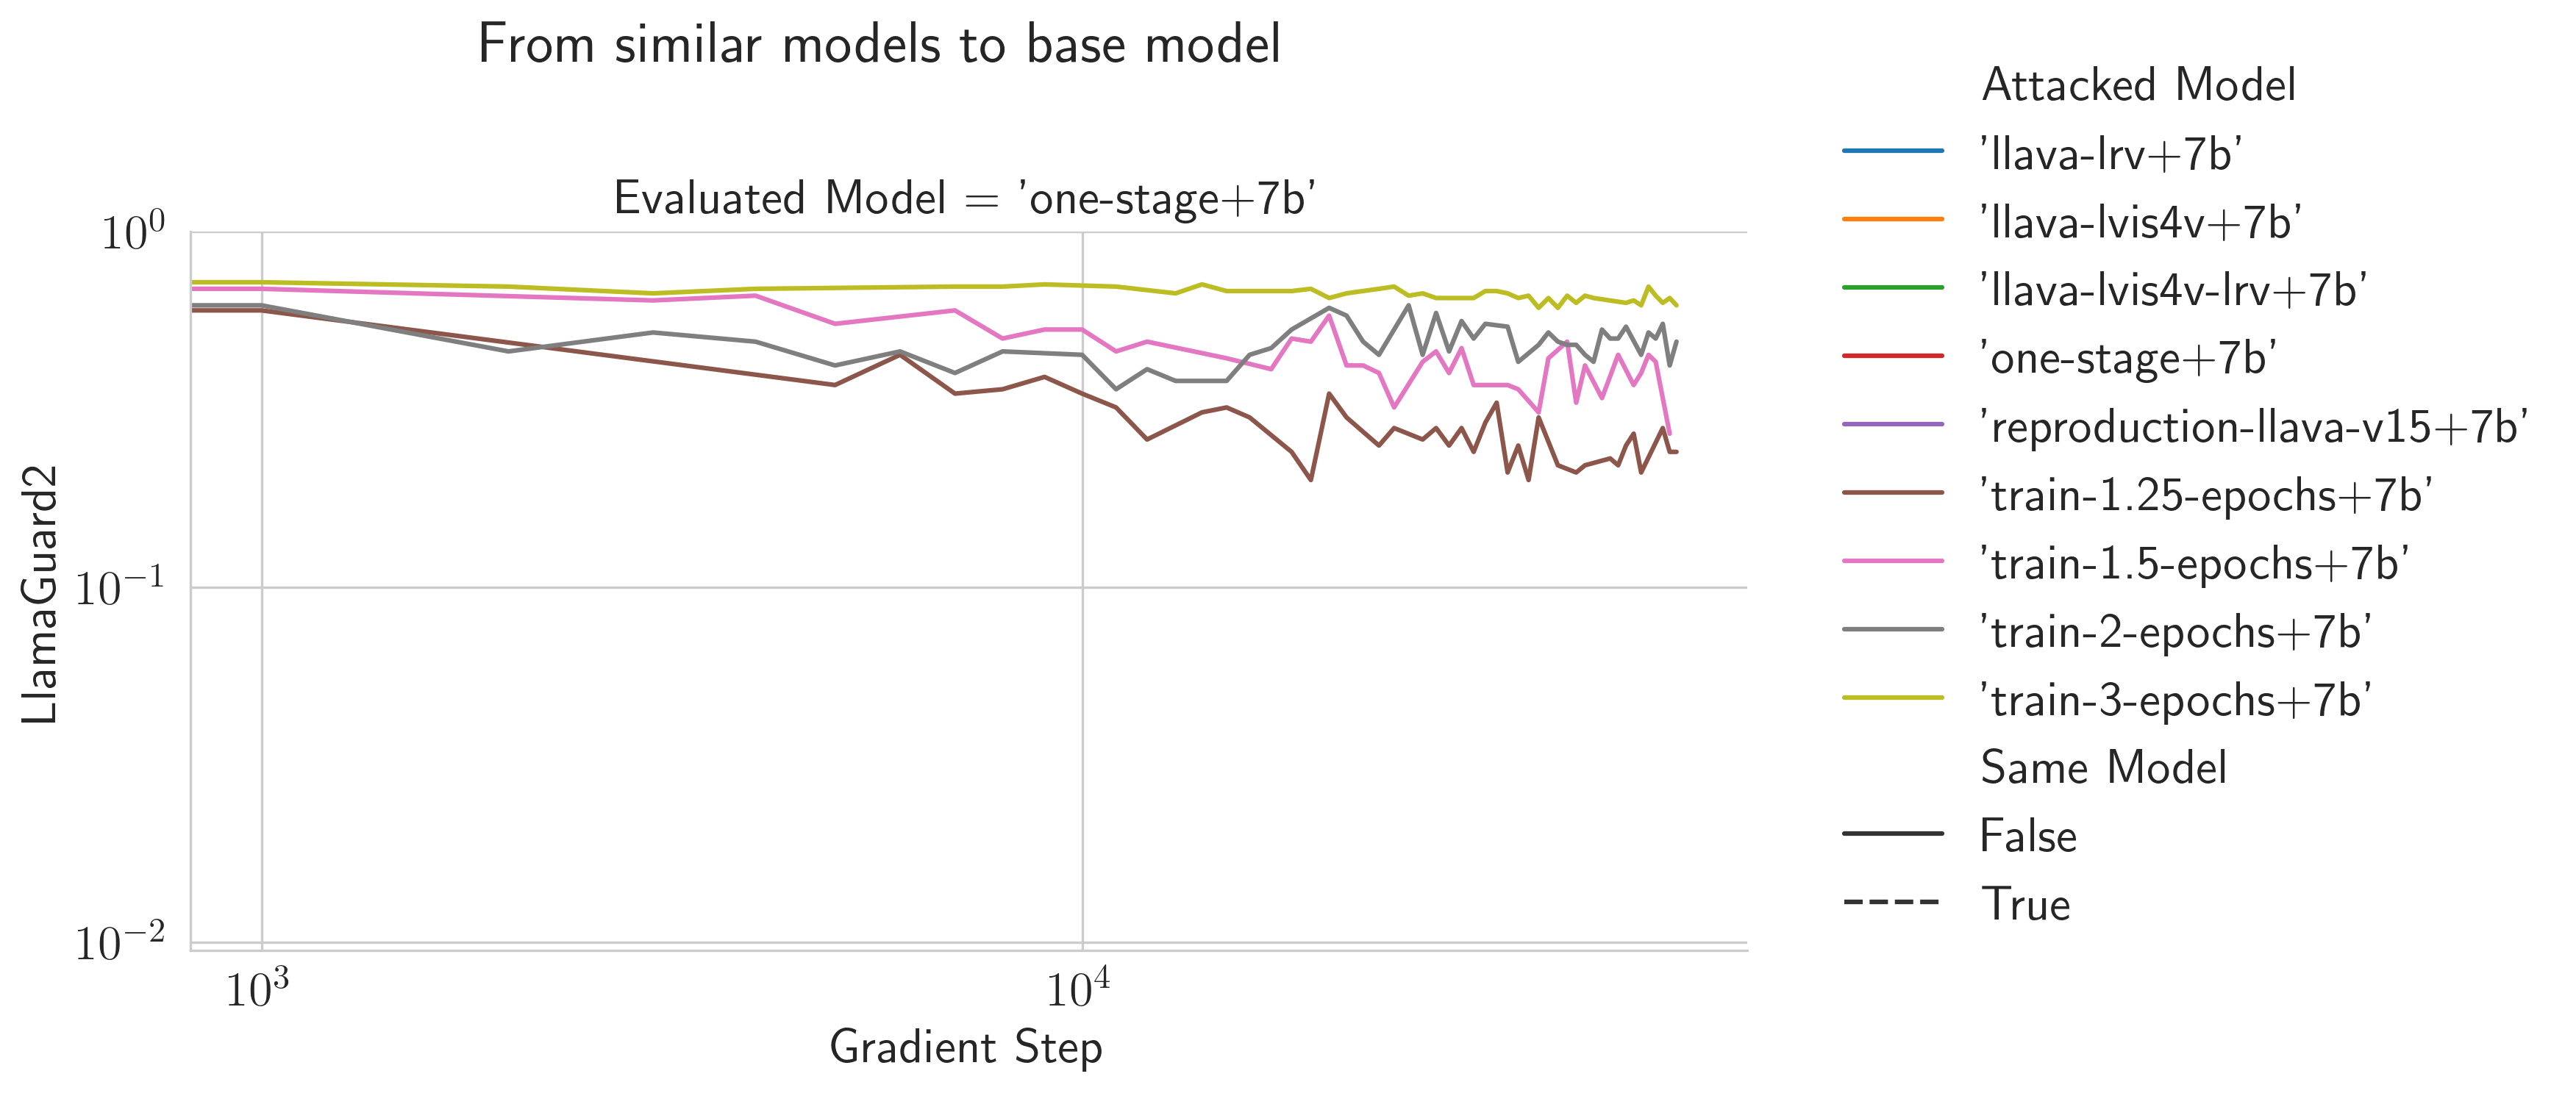 From similar models to base model
Evaluated Model = 'one-stage+7b'
10^0
10^{-1}
10^{-2}
LlamaGuard2
10^3
10^4
Gradient Step
Attacked Model
'llava-lrv+7b'
'llava-lvis4v+7b'
'llava-lvis4v-lrv+7b'
'one-stage+7b'
'reproduction-llava-v15+7b'
'train-1.25-epochs+7b'
'train-1.5-epochs+7b'
'train-2-epochs+7b'
'train-3-epochs+7b'
Same Model
False
True